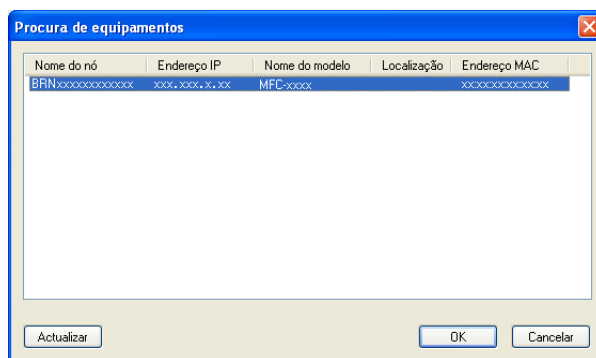 Procura de equipamentos
Nome do nó Endereço IP Nome do modelo Localização Endereço MAC
BRNxxxxxxxxxxxx xxx.xxx.x.xx MFC-xxxx xxxxxxxxxxxx
Actualizar OK Cancelar